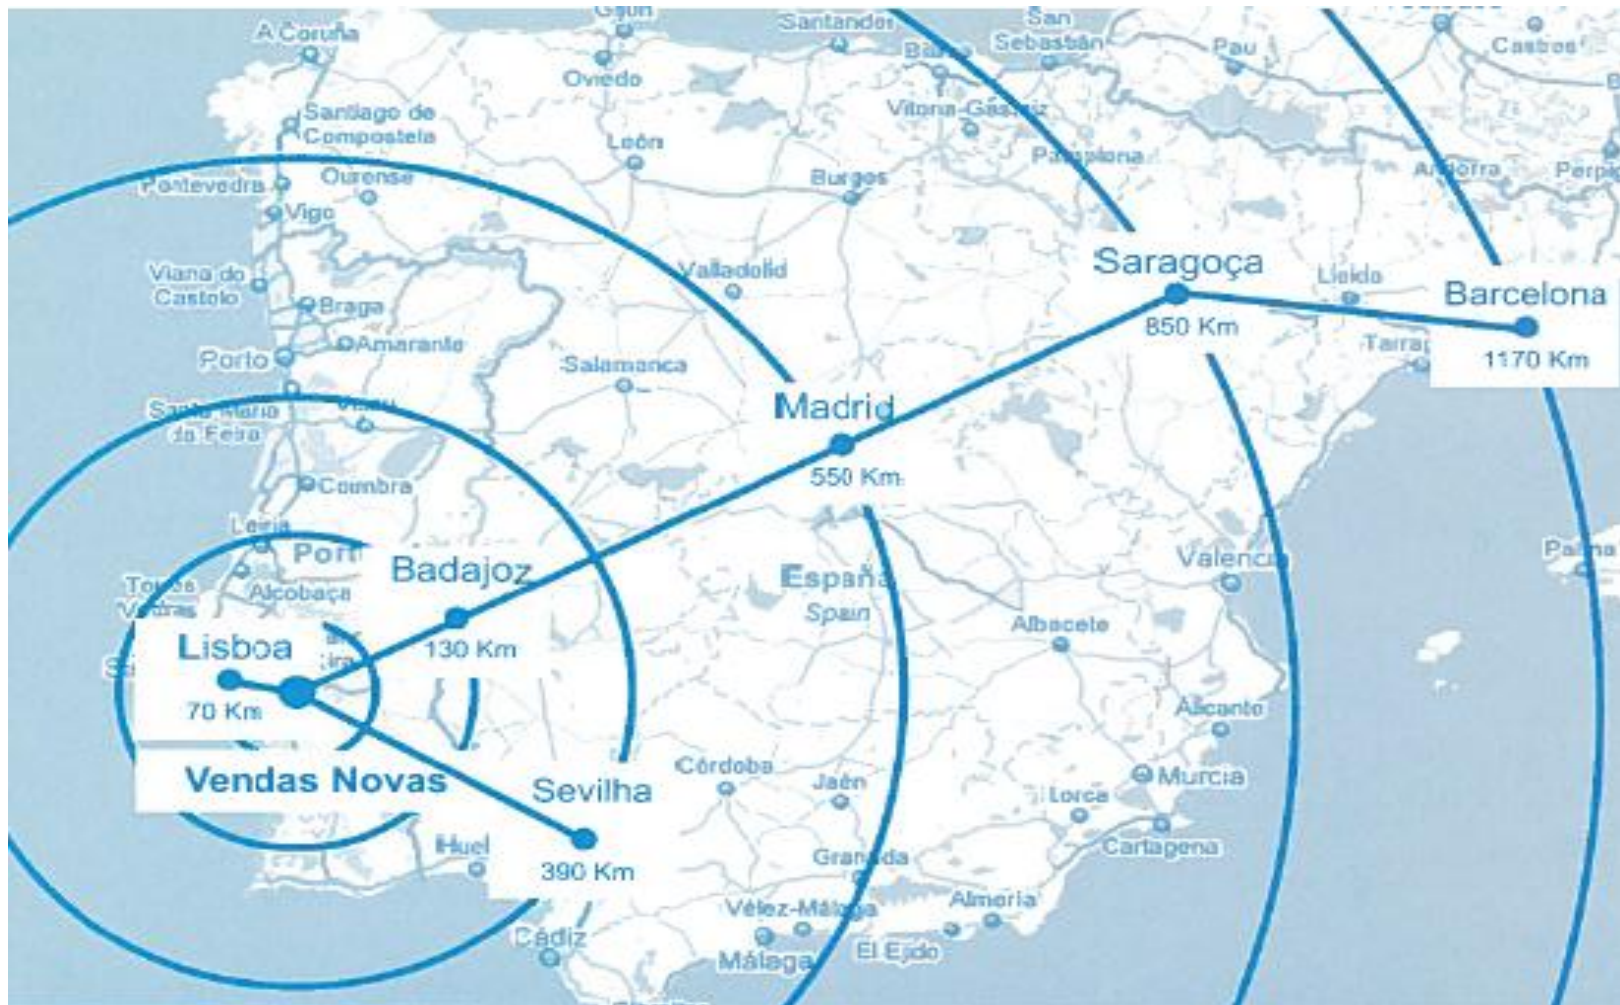 A Coruña
Santander
San
Sebastián
Pau
Oviedo
Santiago de
Compostela
Vitoria-Gasteiz
León
Pamplona
Pontevedra
Ourense
Burgos
Vigo
Saragoça
850 Km
Valladolid
Viana do
Castelo
Lleida
Barcelona
1170 Km
Braga
Amarante
Porto
Salamanca
Madrid
550 Km
Coimbra
Leiria
Port
Badajoz
130 Km
Valencia
España
Spain
Alcobaça
Albacete
Lisboa
70 Km
Alicante
Vendas Novas
Sevilha
390 Km
Córdoba
Jaén
Murcia
Lorca
Cartagena
Huel
Granada
Vélez-Málaga
Almería
El Ejido
Cádiz
Málaga